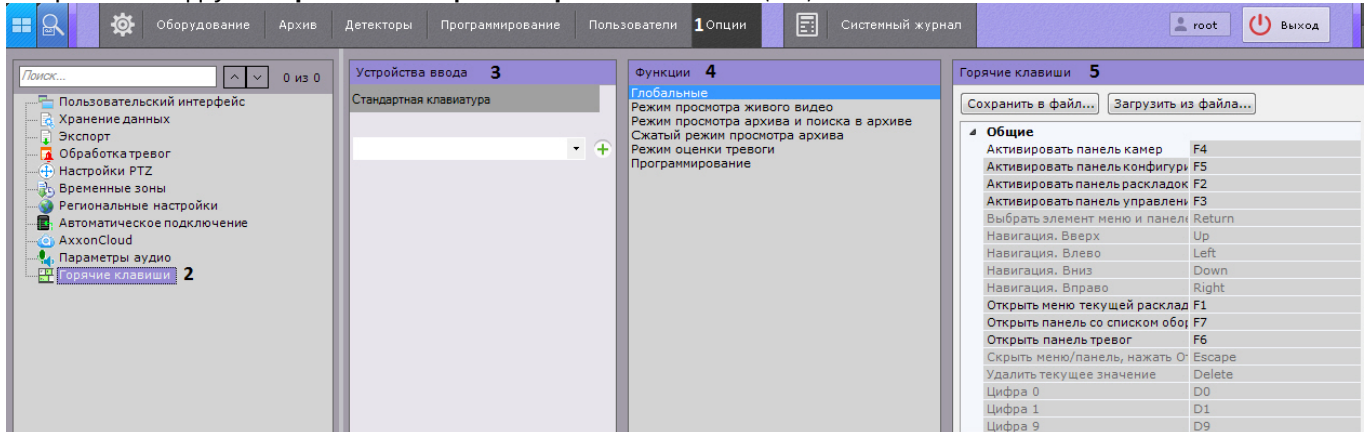 Оборудование Архив Детекторы Программирование Пользователи 1 Опции Системный журнал root Выход
Поиск... 0 из 0
Пользовательский интерфейс
Хранение данных
Экспорт
Обработка тревог
Настройки PTZ
Временные зоны
Региональные настройки
Автоматическое подключение
AxxonCloud
Параметры аудио
Горячие клавиши 2
Устройства ввода 3
Стандартная клавиатура
Функции 4
Глобальные
Режим просмотра живого видео
Режим просмотра архива и поиска в архиве
Сжатый режим просмотра архива
Режим оценки тревоги
Программирование
Горячие клавиши 5
Сохранить в файл... Загрузить из файла...
Общие
Активировать панель камер F4
Активировать панель конфигури F5
Активировать панель раскладок F2
Активировать панель управлени F3
Выбрать элемент меню и панели Return
Навигация. Вверх Up
Навигация. Влево Left
Навигация. Вниз Down
Навигация. Вправо Right
Открыть меню текущей расклад F1
Открыть панель со списком обор F7
Открыть панель тревог F6
Скрыть меню/панель, нажать От Escape
Удалить текущее значение Delete
Цифра 0 D0
Цифра 1 D1
Цифра 9 D9